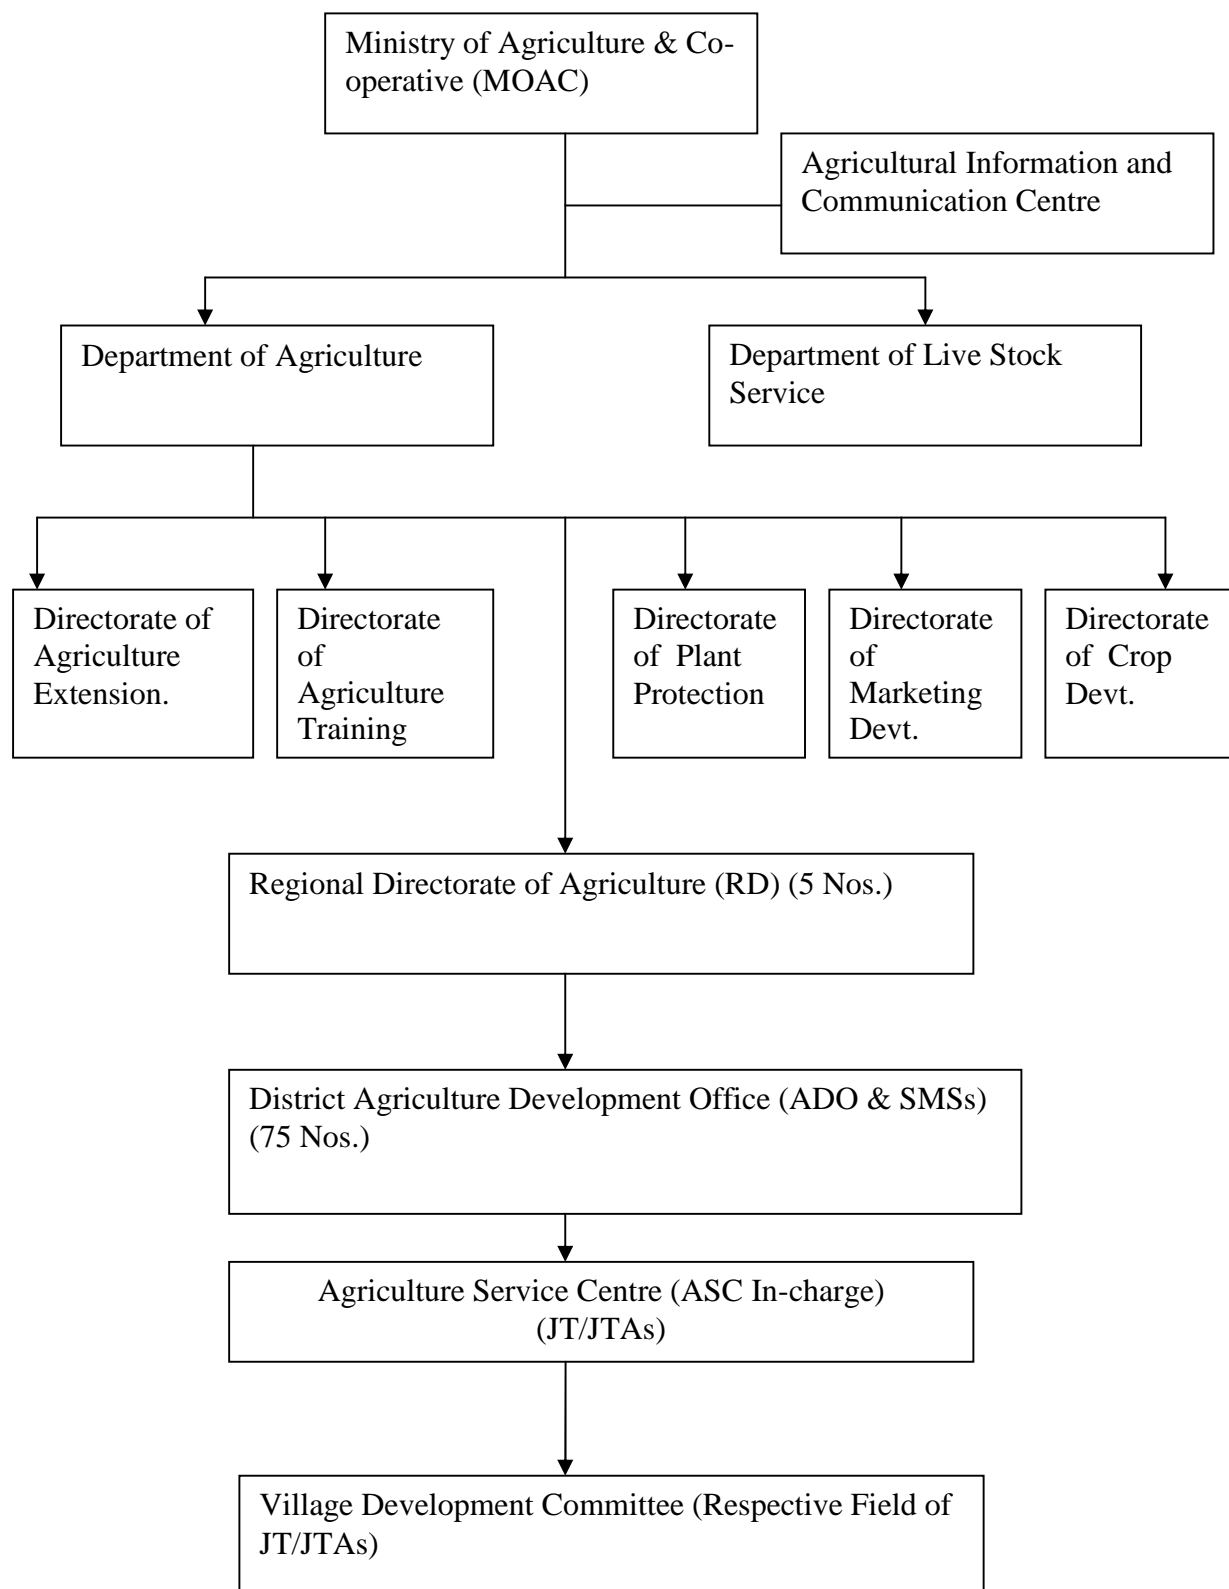 Ministry of Agriculture & Co-
operative (MOAC)
Agricultural Information and
Communication Centre
Department of Agriculture
Department of Live Stock
Service
Directorate of
Agriculture
Extension.
Directorate
of
Agriculture
Training
Directorate
of Plant
Protection
Directorate
of
Marketing
Devt.
Directorate
of Crop
Devt.
Regional Directorate of Agriculture (RD) (5 Nos.)
District Agriculture Development Office (ADO & SMSs)
(75 Nos.)
Agriculture Service Centre (ASC In-charge)
(JT/JTAs)
Village Development Committee (Respective Field of
JT/JTAs)